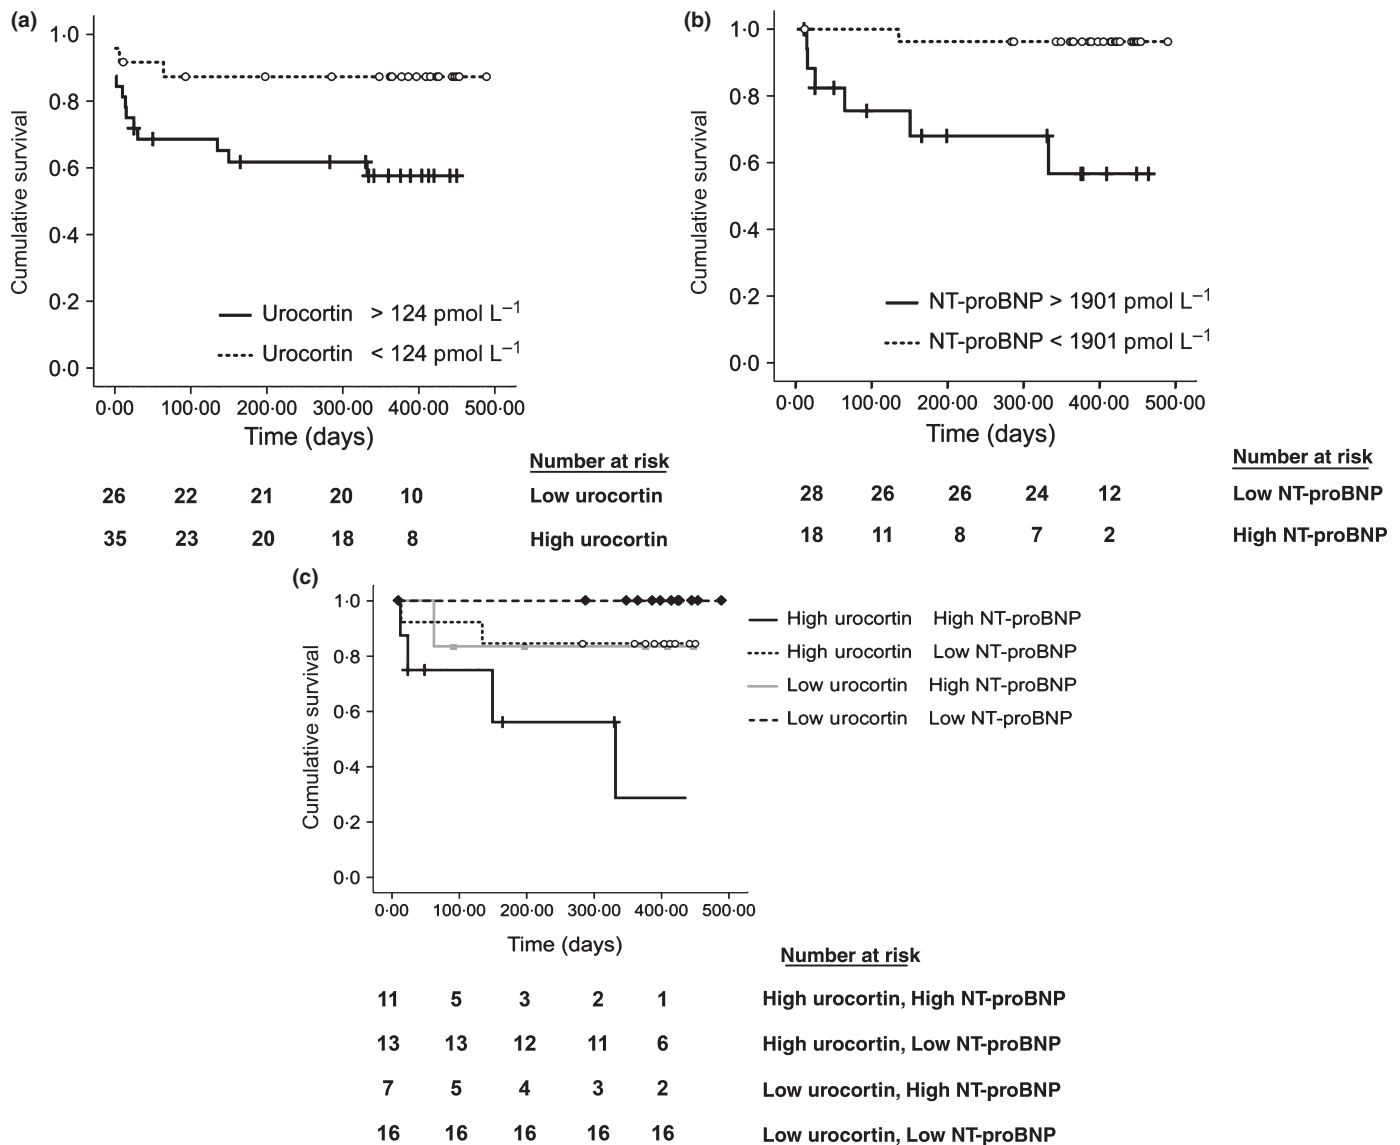 (a)
1·0
0·8
0·6
0·4
0·2
0·0
Cumulative survival
Urocortin > 124 pmol L−1
Urocortin < 124 pmol L−1
0·00 100·00 200·00 300·00 400·00 500·00
Time (days)
Number at risk
26 22 21 20 10 Low urocortin
35 23 20 18 8 High urocortin
(b)
1·0
0·8
0·6
0·4
0·2
0·0
Cumulative survival
NT-proBNP > 1901 pmol L−1
NT-proBNP < 1901 pmol L−1
0·00 100·00 200·00 300·00 400·00 500·00
Time (days)
Number at risk
28 26 26 24 12 Low NT-proBNP
18 11 8 7 2 High NT-proBNP
(c)
1·0
0·8
0·6
0·4
0·2
0·0
Cumulative survival
High urocortin High NT-proBNP
High urocortin Low NT-proBNP
Low urocortin High NT-proBNP
Low urocortin Low NT-proBNP
0·00 100·00 200·00 300·00 400·00 500·00
Time (days)
Number at risk
11 5 3 2 1 High urocortin, High NT-proBNP
13 13 12 11 6 High urocortin, Low NT-proBNP
7 5 4 3 2 Low urocortin, High NT-proBNP
16 16 16 16 16 Low urocortin, Low NT-proBNP